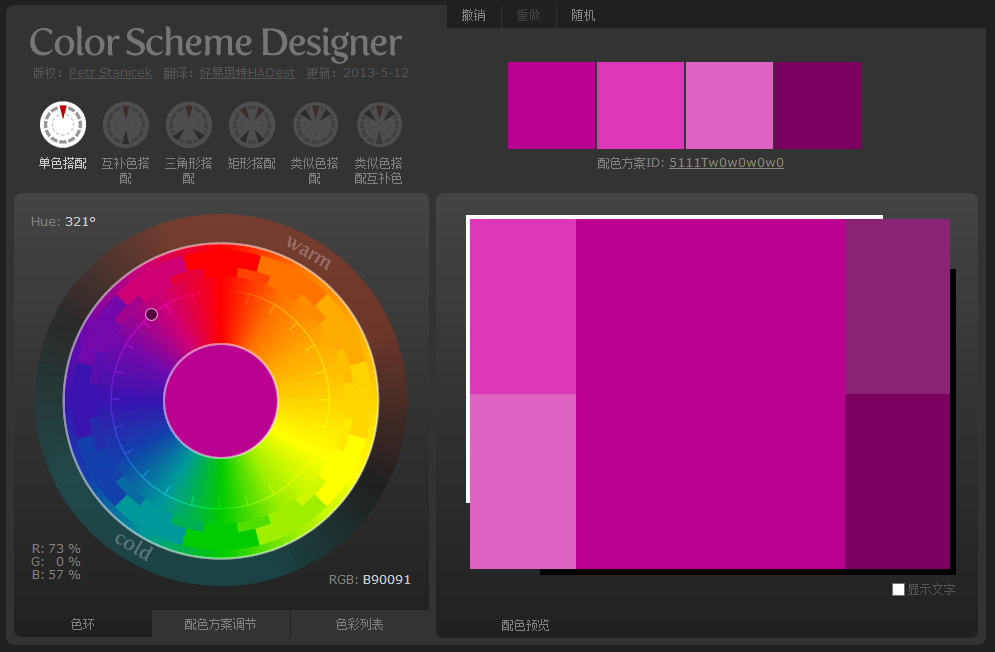 撤销 重做 随机
Color Scheme Designer
版权: Petr Stanicek 翻译: 好易思特HAOest 更新: 2013-5-12
单色搭配
互补色搭
配
三角形搭
配
矩形搭配
类似色搭
配
类似色搭
配互补色
配色方案ID: 5111Tw0w0w0w0
Hue: 321°
warm
cold
R: 73 %
G: 0 %
B: 57 %
RGB: B90091
色环 配色方案调节 色彩列表
显示文字
配色预览